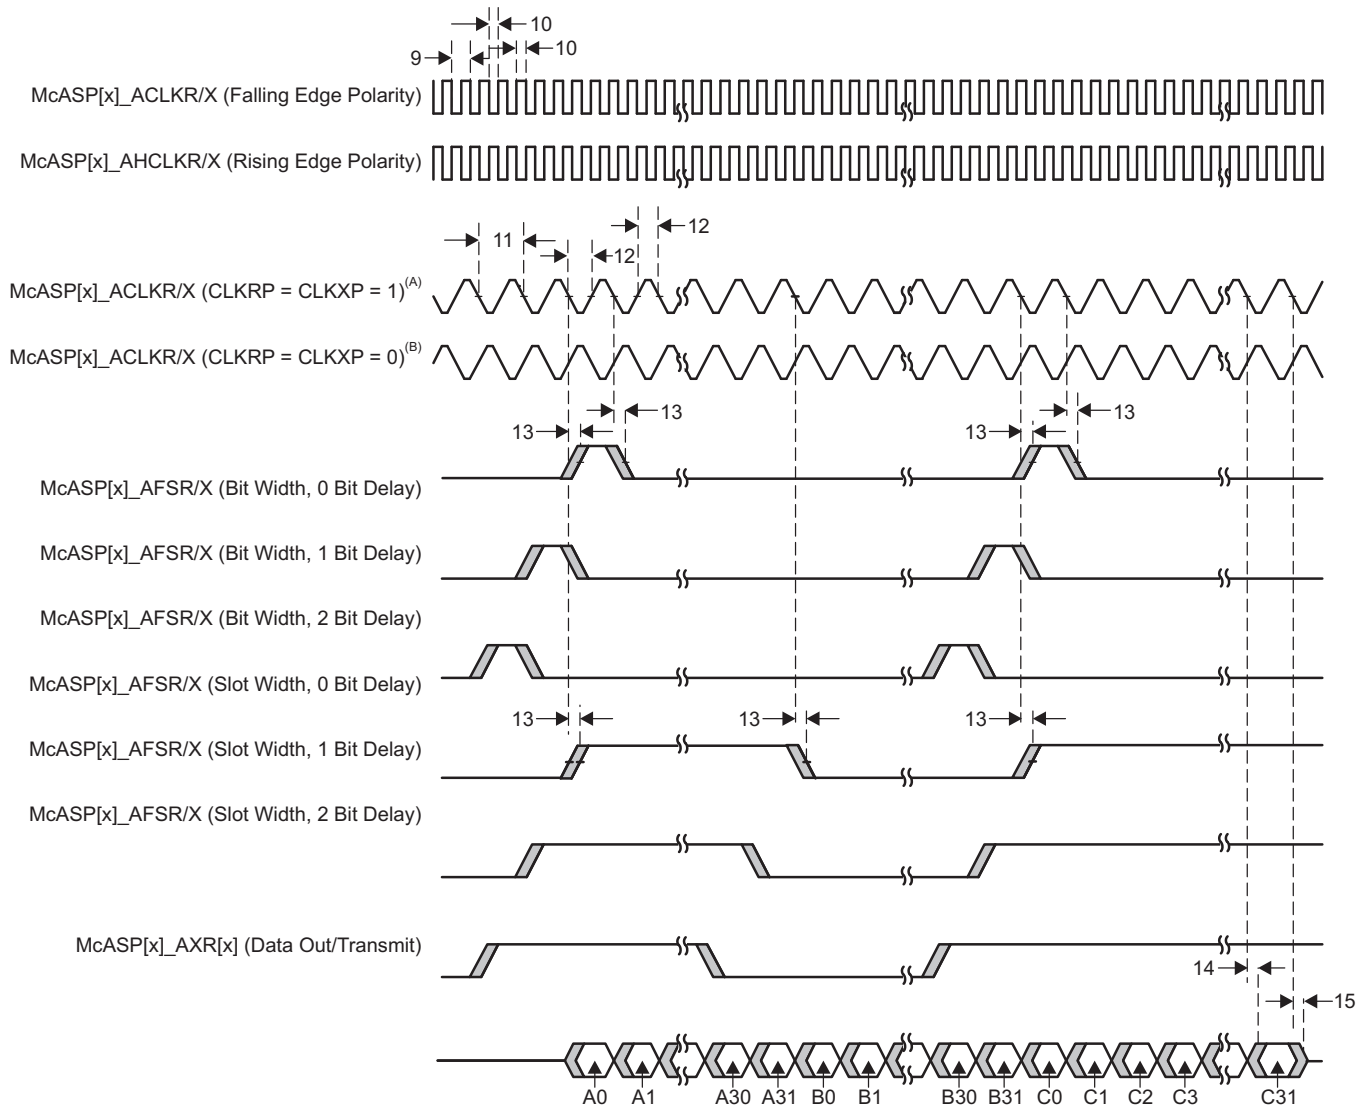 10
9
10
McASP[x]_ACLKR/X (Falling Edge Polarity)
McASP[x]_AHCLKR/X (Rising Edge Polarity)
12
11
12
McASP[x]_ACLKR/X (CLKRP = CLKXP = 1)(A)
McASP[x]_ACLKR/X (CLKRP = CLKXP = 0)(B)
13
13
13
13
McASP[x]_AFSR/X (Bit Width, 0 Bit Delay)
McASP[x]_AFSR/X (Bit Width, 1 Bit Delay)
McASP[x]_AFSR/X (Bit Width, 2 Bit Delay)
McASP[x]_AFSR/X (Slot Width, 0 Bit Delay)
13
13
13
McASP[x]_AFSR/X (Slot Width, 1 Bit Delay)
McASP[x]_AFSR/X (Slot Width, 2 Bit Delay)
McASP[x]_AXR[x] (Data Out/Transmit)
14
15
A0 A1 A30 A31 B0 B1 B30 B31 C0 C1 C2 C3 C31